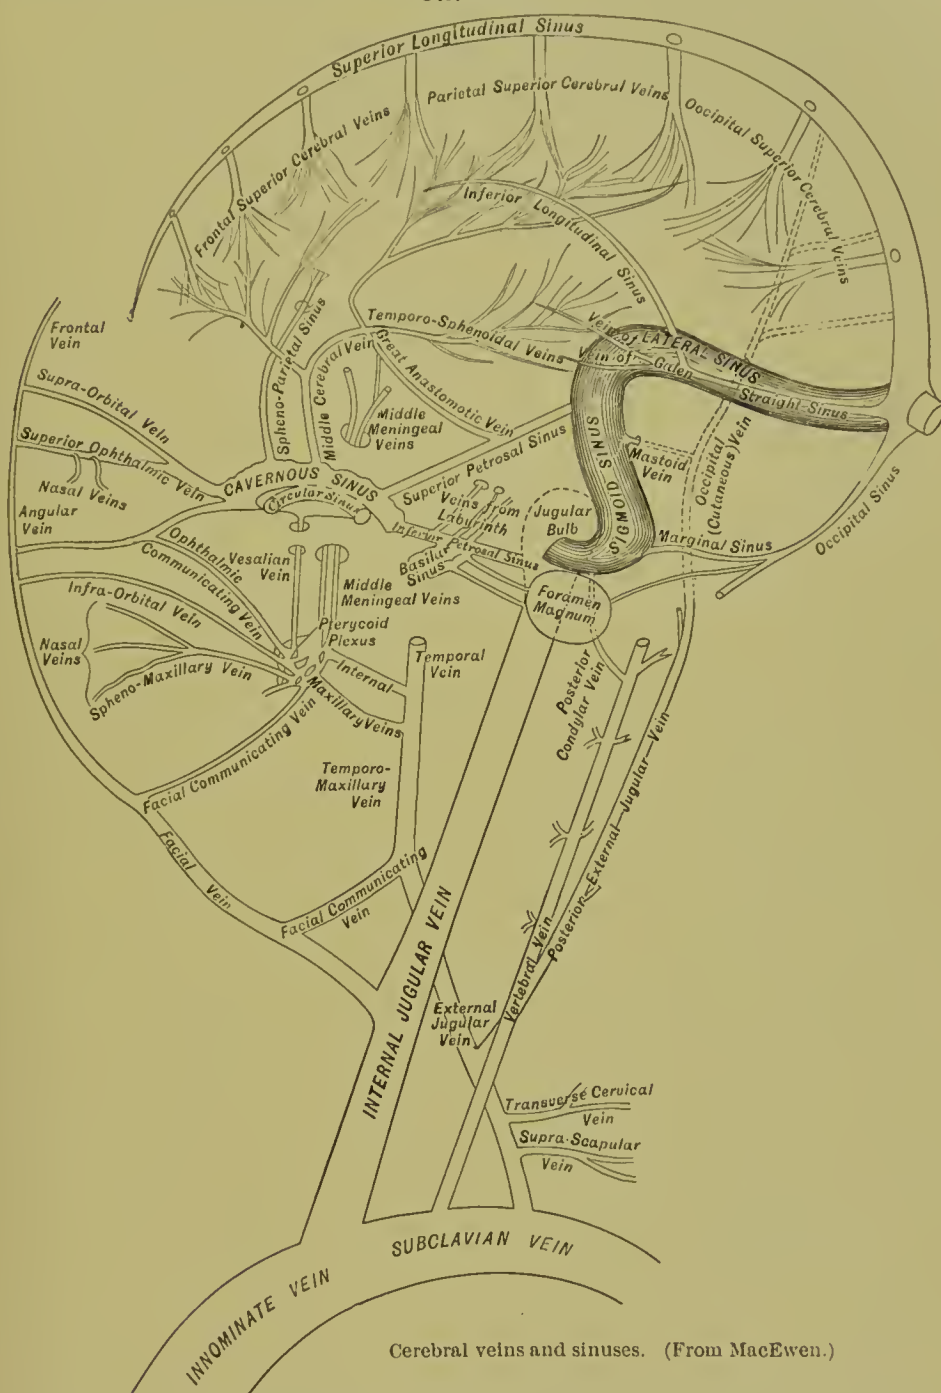 Superior Longitudinal Sinus
Parietal Superior Cerebral Veins
Frontal Superior Cerebral Veins
Occipital Superior Cerebral Veins
Inferior Longitudinal Sinus
Frontal
Vein
Temporo-Sphenoidal Veins
Vein of
LATERAL SINUS
Vein of Galen
Straight-Sinus
Spheno-Parietal Sinus
Middle Cerebral Vein
Great Anastomotic Vein
Supra-Orbital Vein
Middle
Meningeal
Veins
Superior Ophthalmic Vein
Nasal Veins
Angular
Vein
CAVERNOUS SINUS
Circular Sinus
Superior Petrosal Sinus
SIGMOID SINUS
Mastoid
Vein
Occipital
(Cutaneous) Vein
Occipital Sinus
Veins from
Labyrinth
Jugular
Bulb
Inferior Petrosal Sinus
Basilar
Sinus
Marginal Sinus
Ophthalmic
Communicating Vein
Vesalian
Vein
Middle
Meningeal Veins
Foramen
Magnum
Infra-Orbital Vein
Pterycoid
Plexus
Nasal
Veins
Spheno-Maxillary Vein
Internal
Maxillary Veins
Temporal
Vein
Posterior
Condylar Vein
Facial Communicating Vein
Temporo-
Maxillary
Vein
Facial Vein
Facial Communicating
Vein
INTERNAL JUGULAR VEIN
Posterior External Jugular Vein
Vertebral Vein
External
Jugular
Vein
Transverse Cervical
Vein
Supra-Scapular
Vein
SUBCLAVIAN VEIN
INNOMINATE VEIN
Cerebral veins and sinuses. (From MacEwen.)